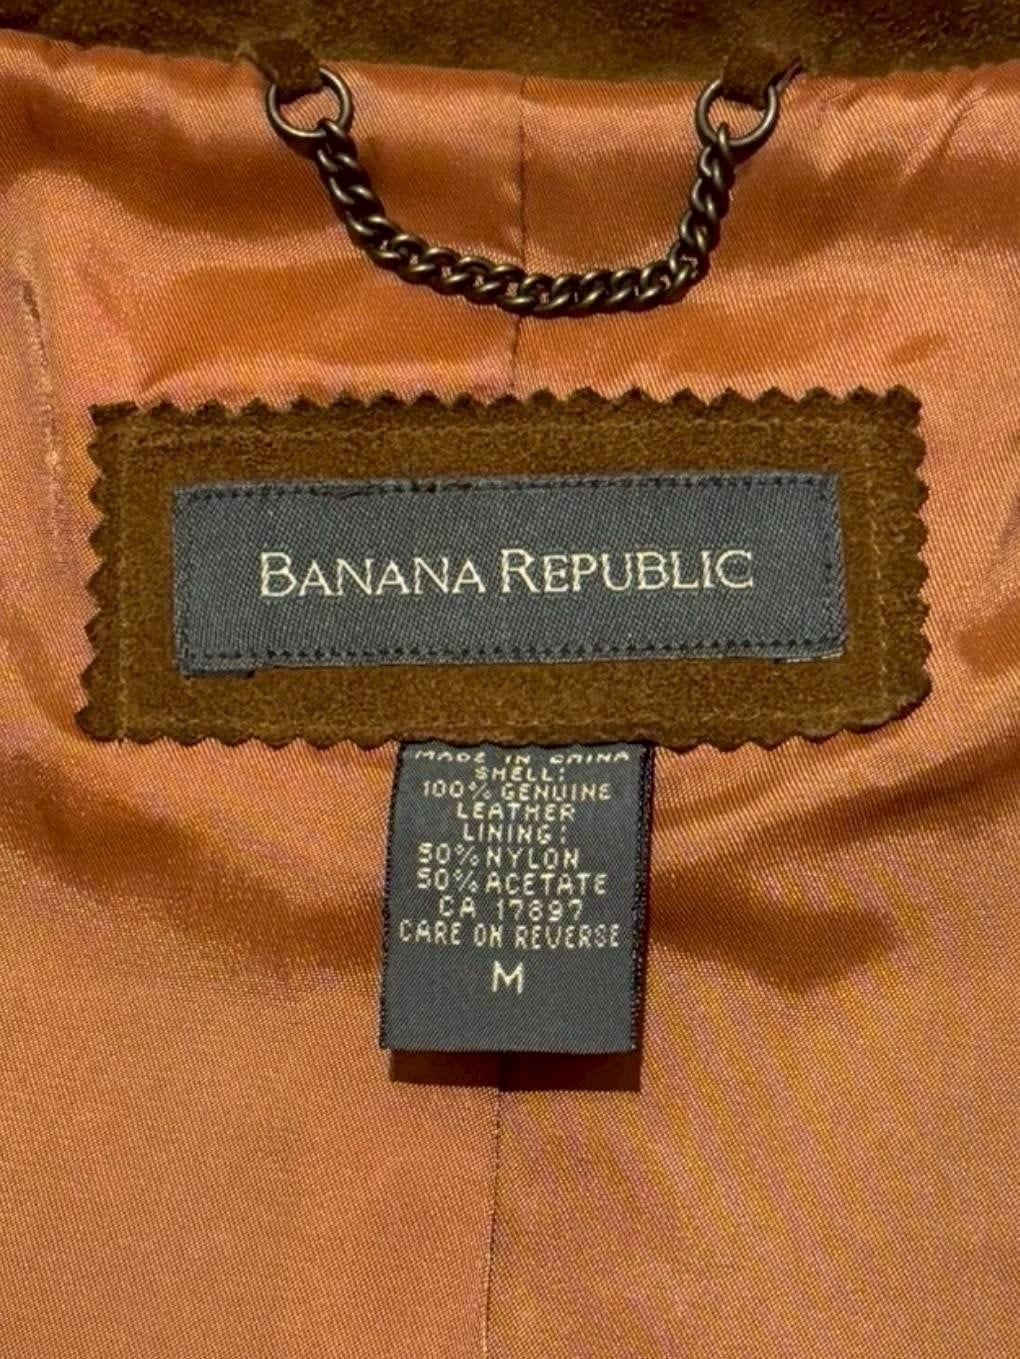 BANANA REPUBLIC
MADE IN CHINA
SHELL:
100% GENUINE
LEATHER
LINING:
50% NYLON
50% ACETATE
CA 17897
CARE ON REVERSE
M